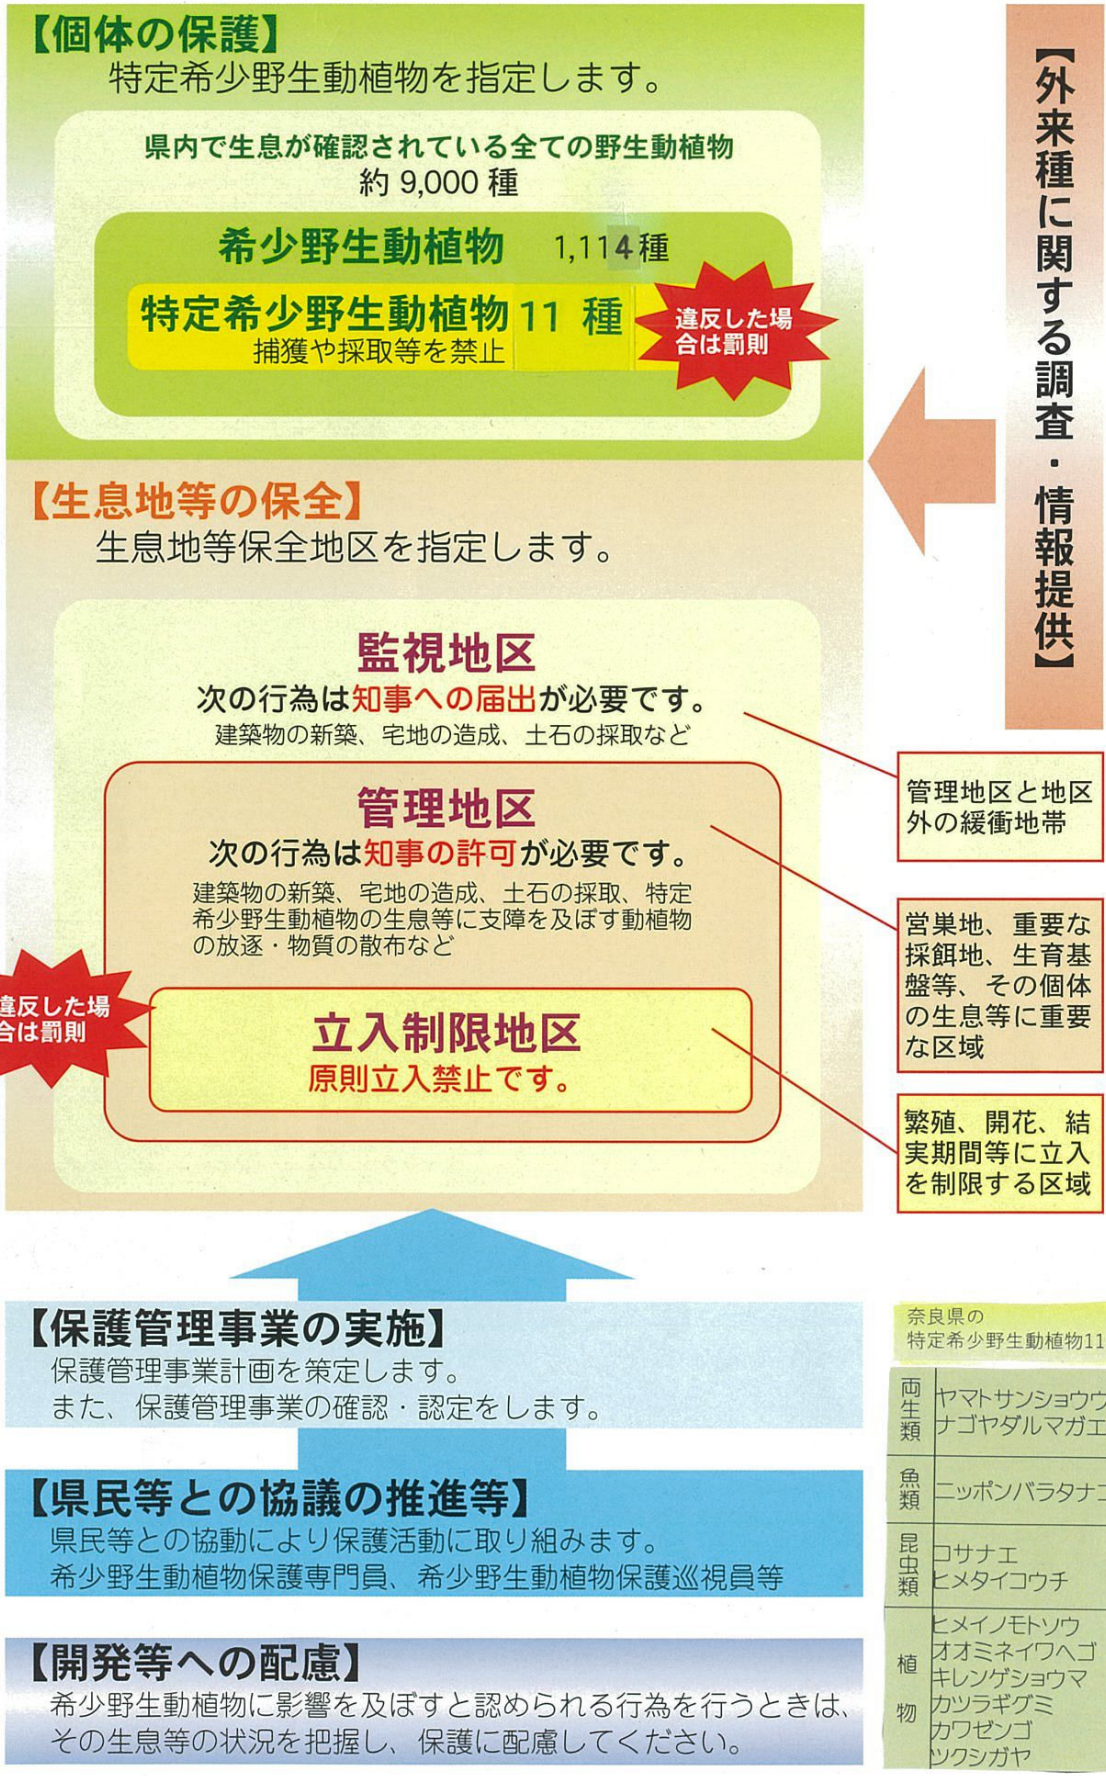 【個体の保護】
特定希少野生動植物を指定します。
県内で生息が確認されている全ての野生動植物
約 9,000 種
希少野生動植物 1,114種
特定希少野生動植物 11 種
捕獲や採取等を禁止
違反した場
合は罰則
【外来種に関する調査・情報提供】
【生息地等の保全】
生息地等保全地区を指定します。
監視地区
次の行為は知事への届出が必要です。
建築物の新築、宅地の造成、土石の採取など
管理地区と地区
外の緩衝地帯
管理地区
次の行為は知事の許可が必要です。
建築物の新築、宅地の造成、土石の採取、特定
希少野生動植物の生息等に支障を及ぼす動植物
の放逐・物質の散布など
営巣地、重要な
採餌地、生育基
盤等、その個体
の生息等に重要
な区域
違反した場
合は罰則
立入制限地区
原則立入禁止です。
繁殖、開花、結
実期間等に立入
を制限する区域
【保護管理事業の実施】
保護管理事業計画を策定します。
また、保護管理事業の確認・認定をします。
【県民等との協議の推進等】
県民等との協動により保護活動に取り組みます。
希少野生動植物保護専門員、希少野生動植物保護巡視員等
【開発等への配慮】
希少野生動植物に影響を及ぼすと認められる行為を行うときは、
その生息等の状況を把握し、保護に配慮してください。
奈良県の
特定希少野生動植物11
両生類
ヤマトサンショウウ
ナゴヤダルマガエ
魚類
ニッポンバラタナゴ
昆虫類
コサナエ
ヒメタイコウチ
植物
ヒメイノモトソウ
オオミネイワヘゴ
キレンゲショウマ
カツラギグミ
カワゼンゴ
ツクシガヤ